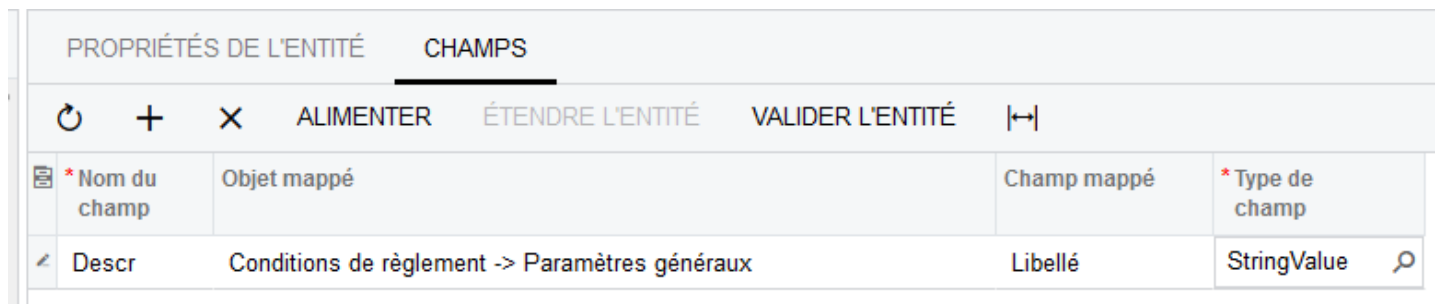 PROPRIÉTÉS DE L'ENTITÉ CHAMPS
ALIMENTER ÉTENDRE L'ENTITÉ VALIDER L'ENTITÉ
* Nom du champ Objet mappé Champ mappé * Type de champ
Descr Conditions de règlement -> Paramètres généraux Libellé StringValue